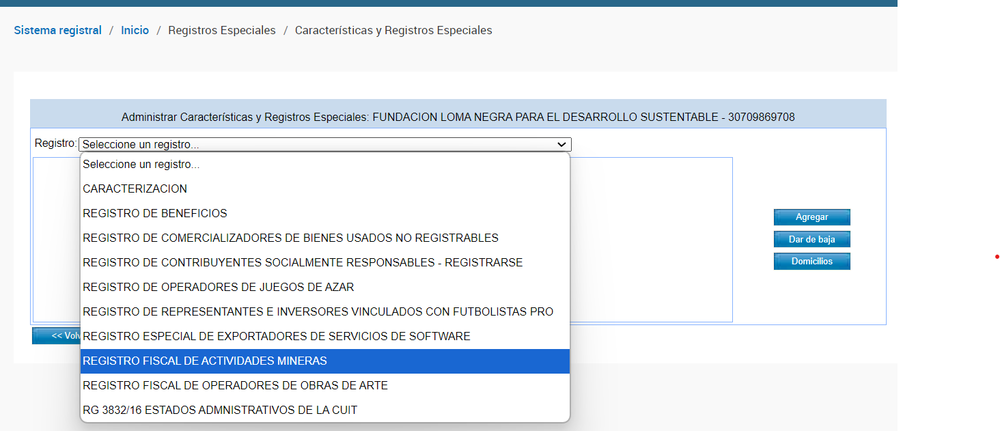 Sistema registral / Inicio / Registros Especiales / Características y Registros Especiales
Administrar Características y Registros Especiales: FUNDACION LOMA NEGRA PARA EL DESARROLLO SUSTENTABLE - 30709869708
Registro: Seleccione un registro...
Seleccione un registro...
CARACTERIZACION
REGISTRO DE BENEFICIOS
REGISTRO DE COMERCIALIZADORES DE BIENES USADOS NO REGISTRABLES
REGISTRO DE CONTRIBUYENTES SOCIALMENTE RESPONSABLES - REGISTRARSE
REGISTRO DE OPERADORES DE JUEGOS DE AZAR
REGISTRO DE REPRESENTANTES E INVERSORES VINCULADOS CON FUTBOLISTAS PRO
REGISTRO ESPECIAL DE EXPORTADORES DE SERVICIOS DE SOFTWARE
REGISTRO FISCAL DE ACTIVIDADES MINERAS
REGISTRO FISCAL DE OPERADORES DE OBRAS DE ARTE
RG 3832/16 ESTADOS ADMNISTRATIVOS DE LA CUIT
Agregar
Dar de baja
Domicilios
<<